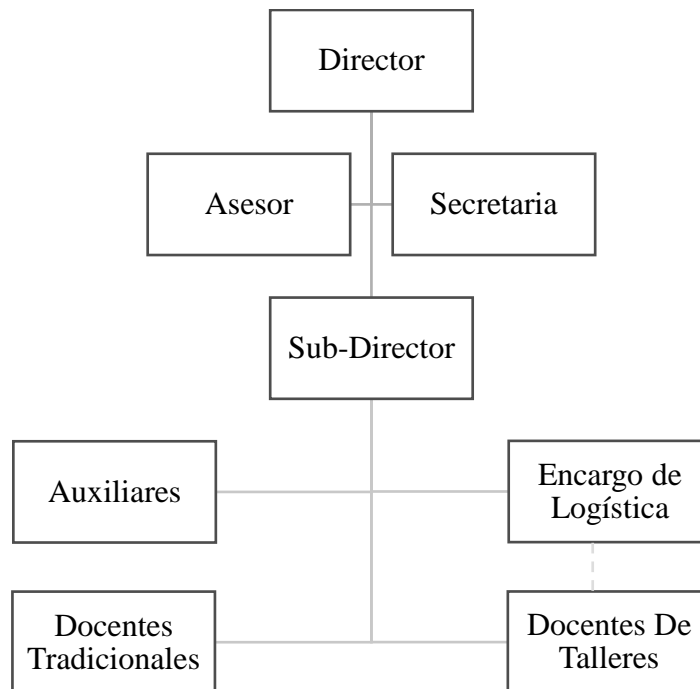 Director
Asesor
Secretaria
Sub-Director
Auxiliares
Encargo de
Logística
Docentes
Tradicionales
Docentes De
Talleres